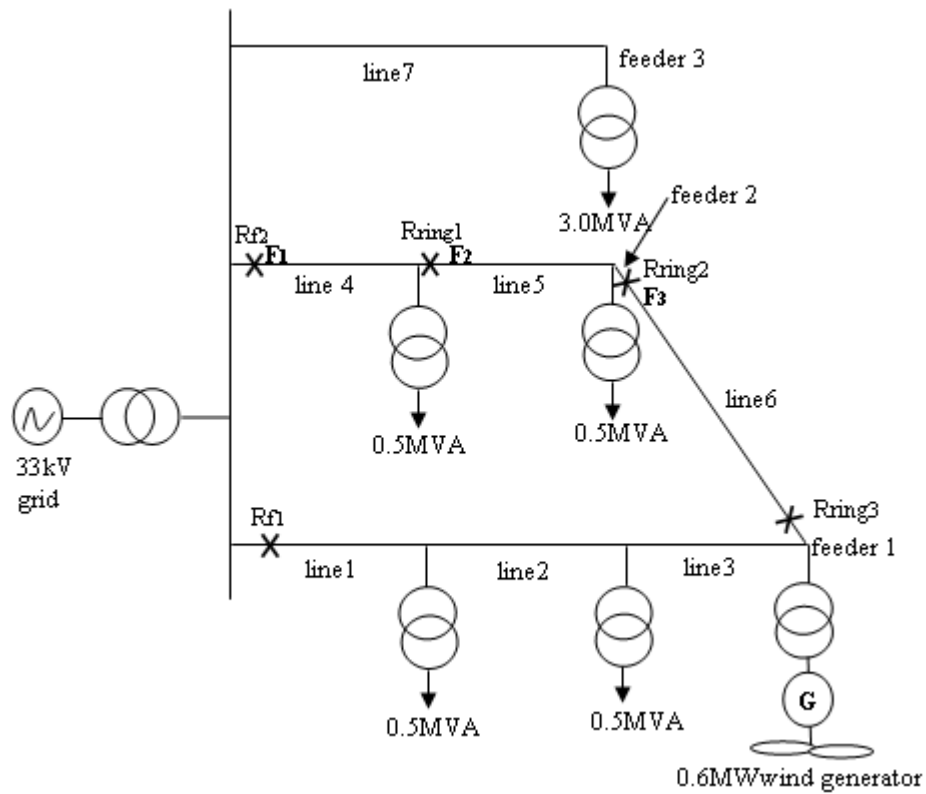 feeder 3
line7
3.0MVA
feeder 2
Rf2
F1
Rring1
F2
Rring2
F3
line 4
line5
0.5MVA
0.5MVA
line6
33kV
grid
Rf1
Rring3
feeder 1
line1
line2
line3
0.5MVA
0.5MVA
G
0.6MWwind generator